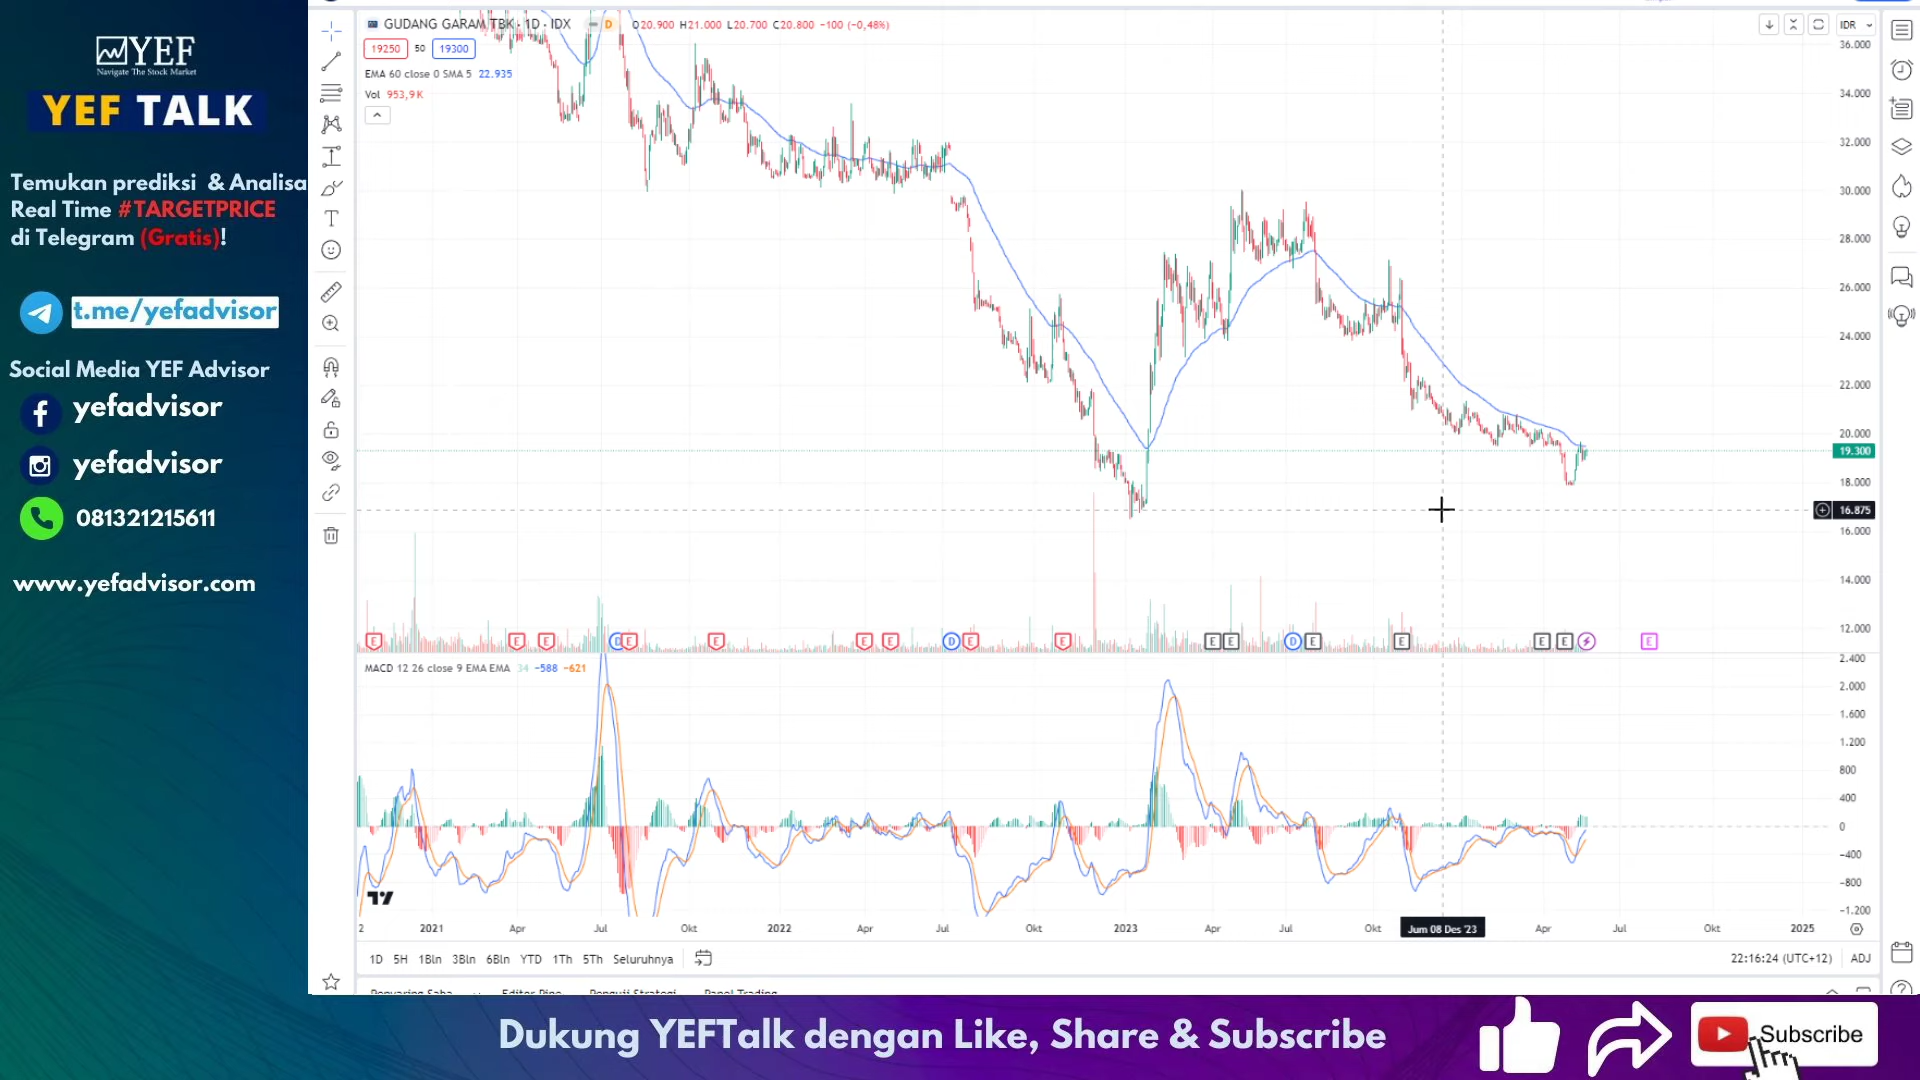 YEF
Navigate The Stock Market
YEF TALK
Temukan prediksi & Analisa
Real Time #TARGETPRICE
di Telegram (Gratis)!
t.me/yefadvisor
Social Media YEF Advisor
yefadvisor
yefadvisor
081321215611
www.yefadvisor.com
GUDANG GARAM TBK · 1D · IDX D O20.900 H21.000 L20.700 C20.800 −100 (−0,48%)
19250 50 19300
EMA 60 close 0 SMA 5 22.935
Vol 953,9K
IDR
36.000
34.000
32.000
30.000
28.000
26.000
24.000
22.000
20.000
19.300
18.000
16.875
16.000
14.000
12.000
E E E D E E E E D E E E E D E E E E E
MACD 12 26 close 9 EMA EMA 34 −588 −621
2.400
2.000
1.600
1.200
800
400
0
−400
−800
−1.200
2 2021 Apr Jul Okt 2022 Apr Jul Okt 2023 Apr Jul Okt Jum 08 Des '23 Apr Jul Okt 2025
1D 5H 1Bln 3Bln 6Bln YTD 1Th 5Th Seluruhnya
22:16:24 (UTC+12) ADJ
Dukung YEFTalk dengan Like, Share & Subscribe
Subscribe